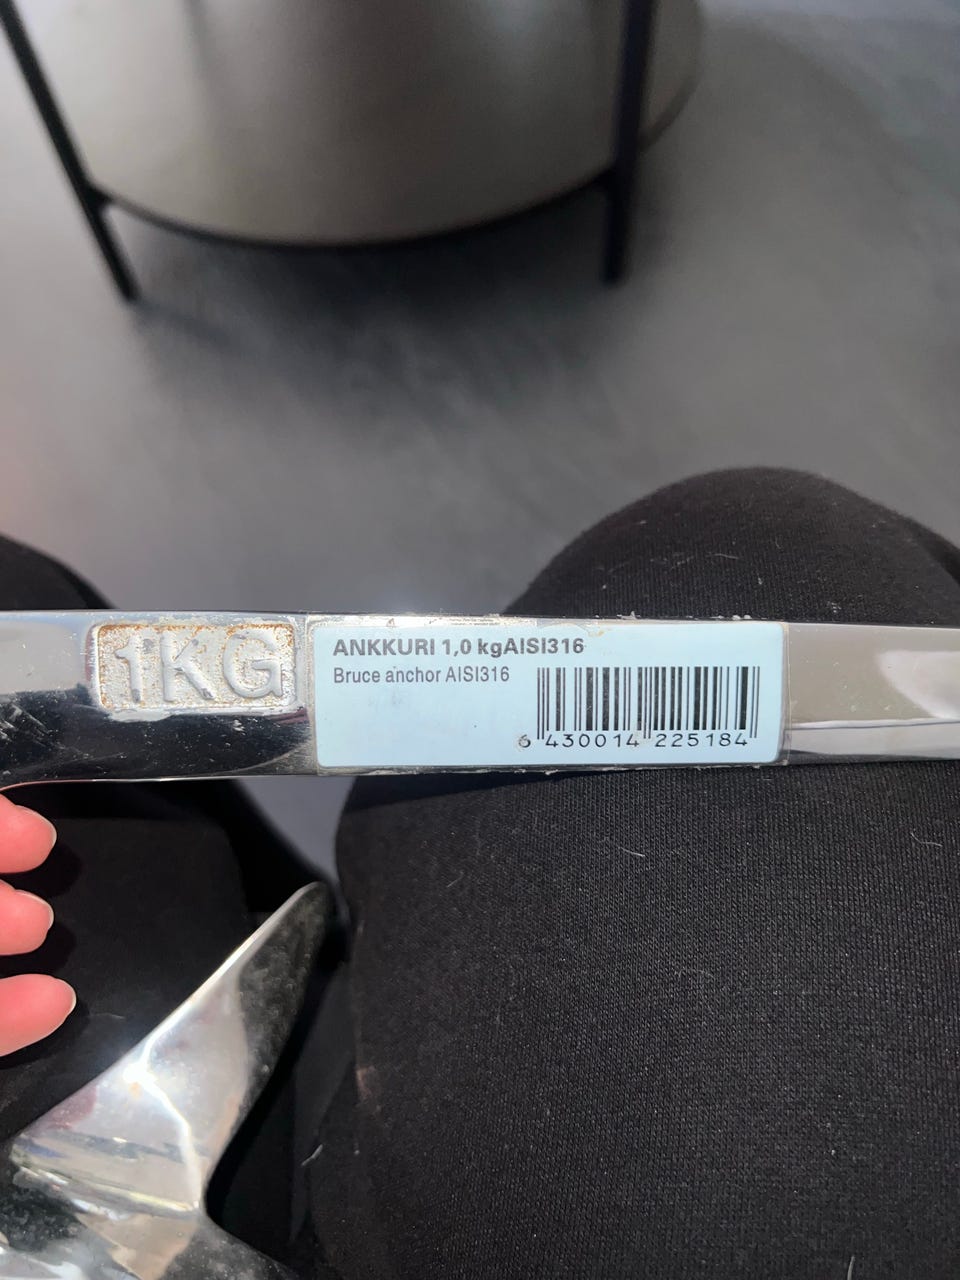 1KG
ANKKURI 1,0 kgAISI316
Bruce anchor AISI316
6 430014 225184